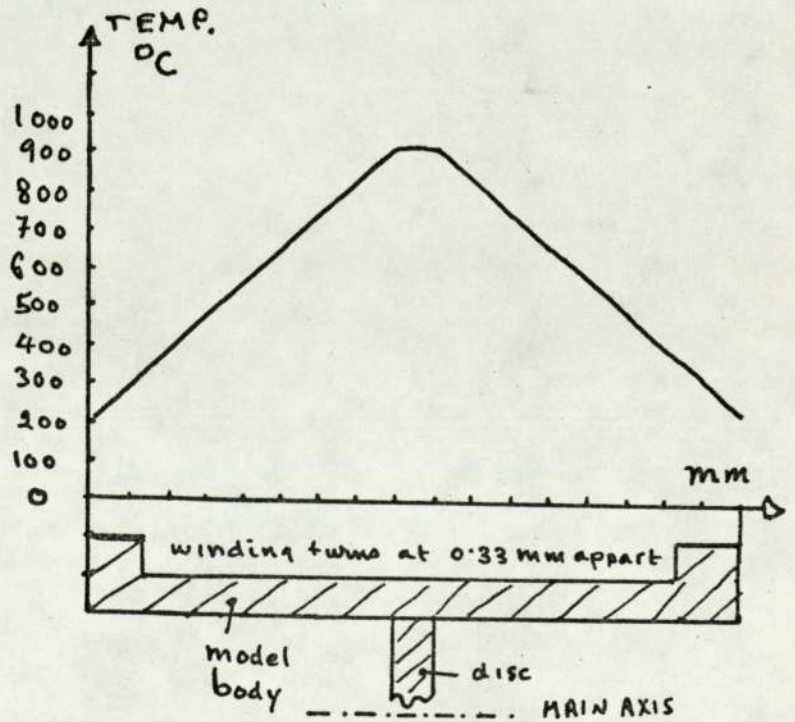 TEMP.
°C
1000
900
800
700
600
500
400
300
200
100
0
mm
winding turns at 0.33 mm appart
model
body
disc
MAIN AXIS